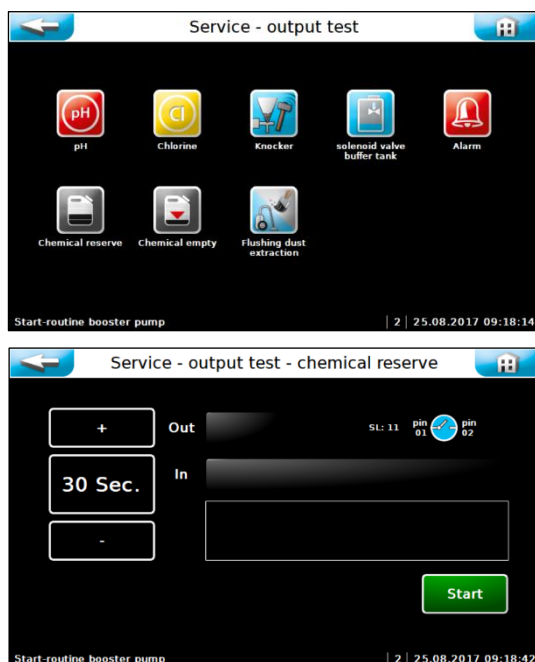 Service - output test
pH
Cl
pH
Chlorine
Knocker
solenoid valve
buffer tank
Alarm
Chemical reserve
Chemical empty
Flushing dust
extraction
Start-routine booster pump | 2 | 25.08.2017 09:18:14
Service - output test - chemical reserve
+
Out
SL: 11
pin
01
pin
02
30 Sec.
In
-
Start
Start-routine booster pump | 2 | 25.08.2017 09:18:42